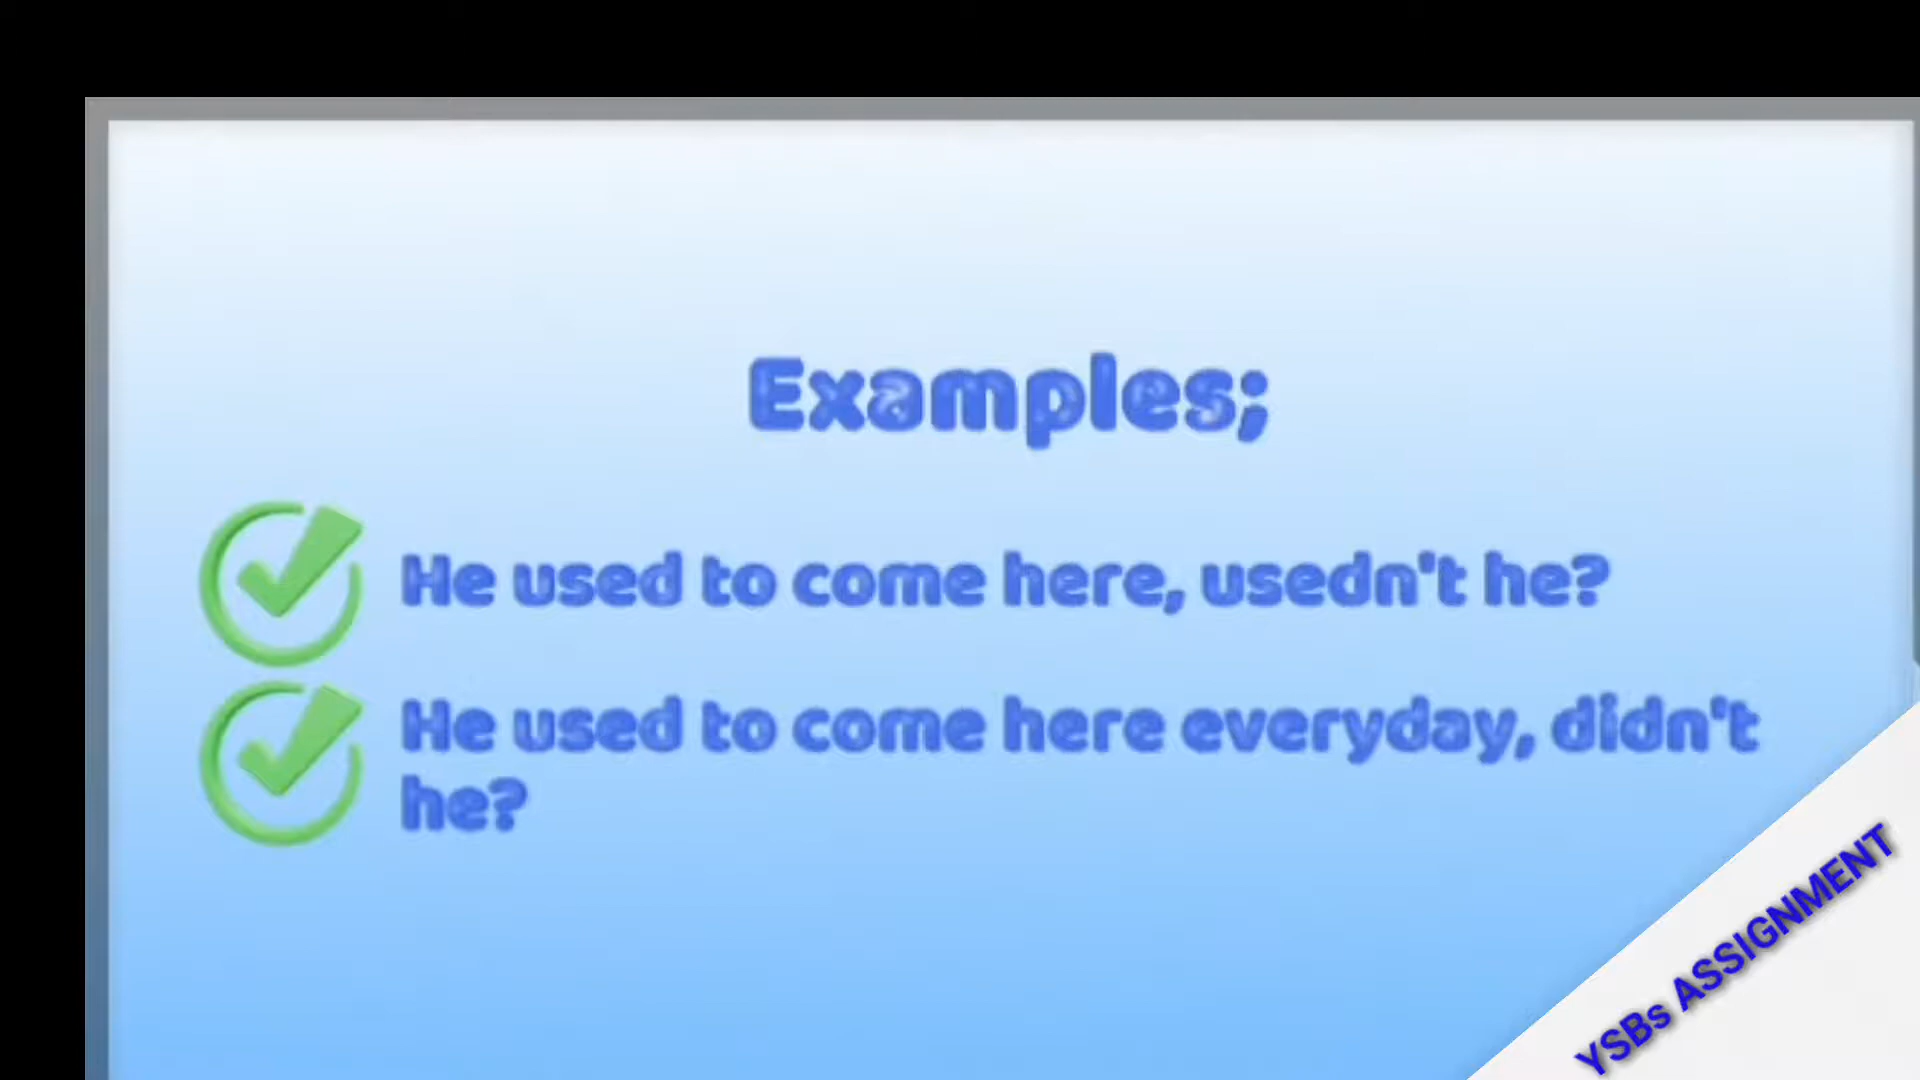 Examples;
He used to come here, usedn't he?
He used to come here everyday, didn't
he?
YSBs ASSIGNMENT